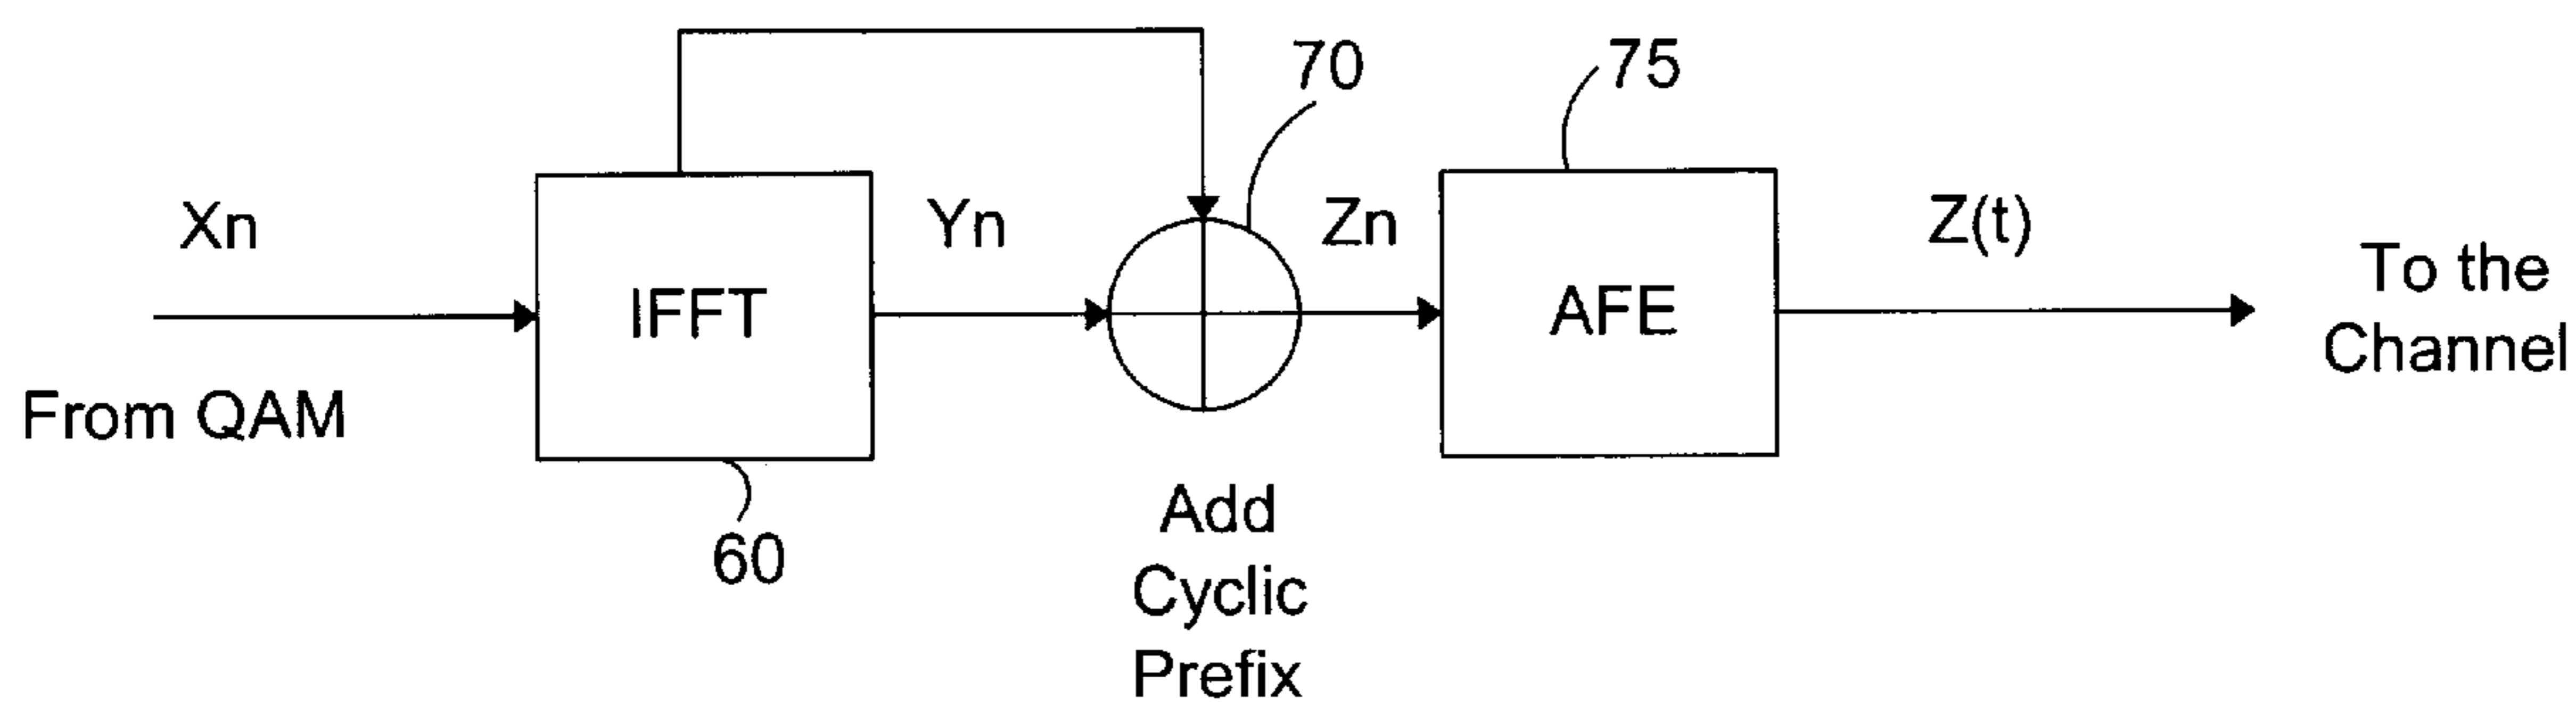 70
75
Xn
Yn
Zn
Z(t)
To the
Channel
IFFT
AFE
From QAM
60
Add
Cyclic
Prefix